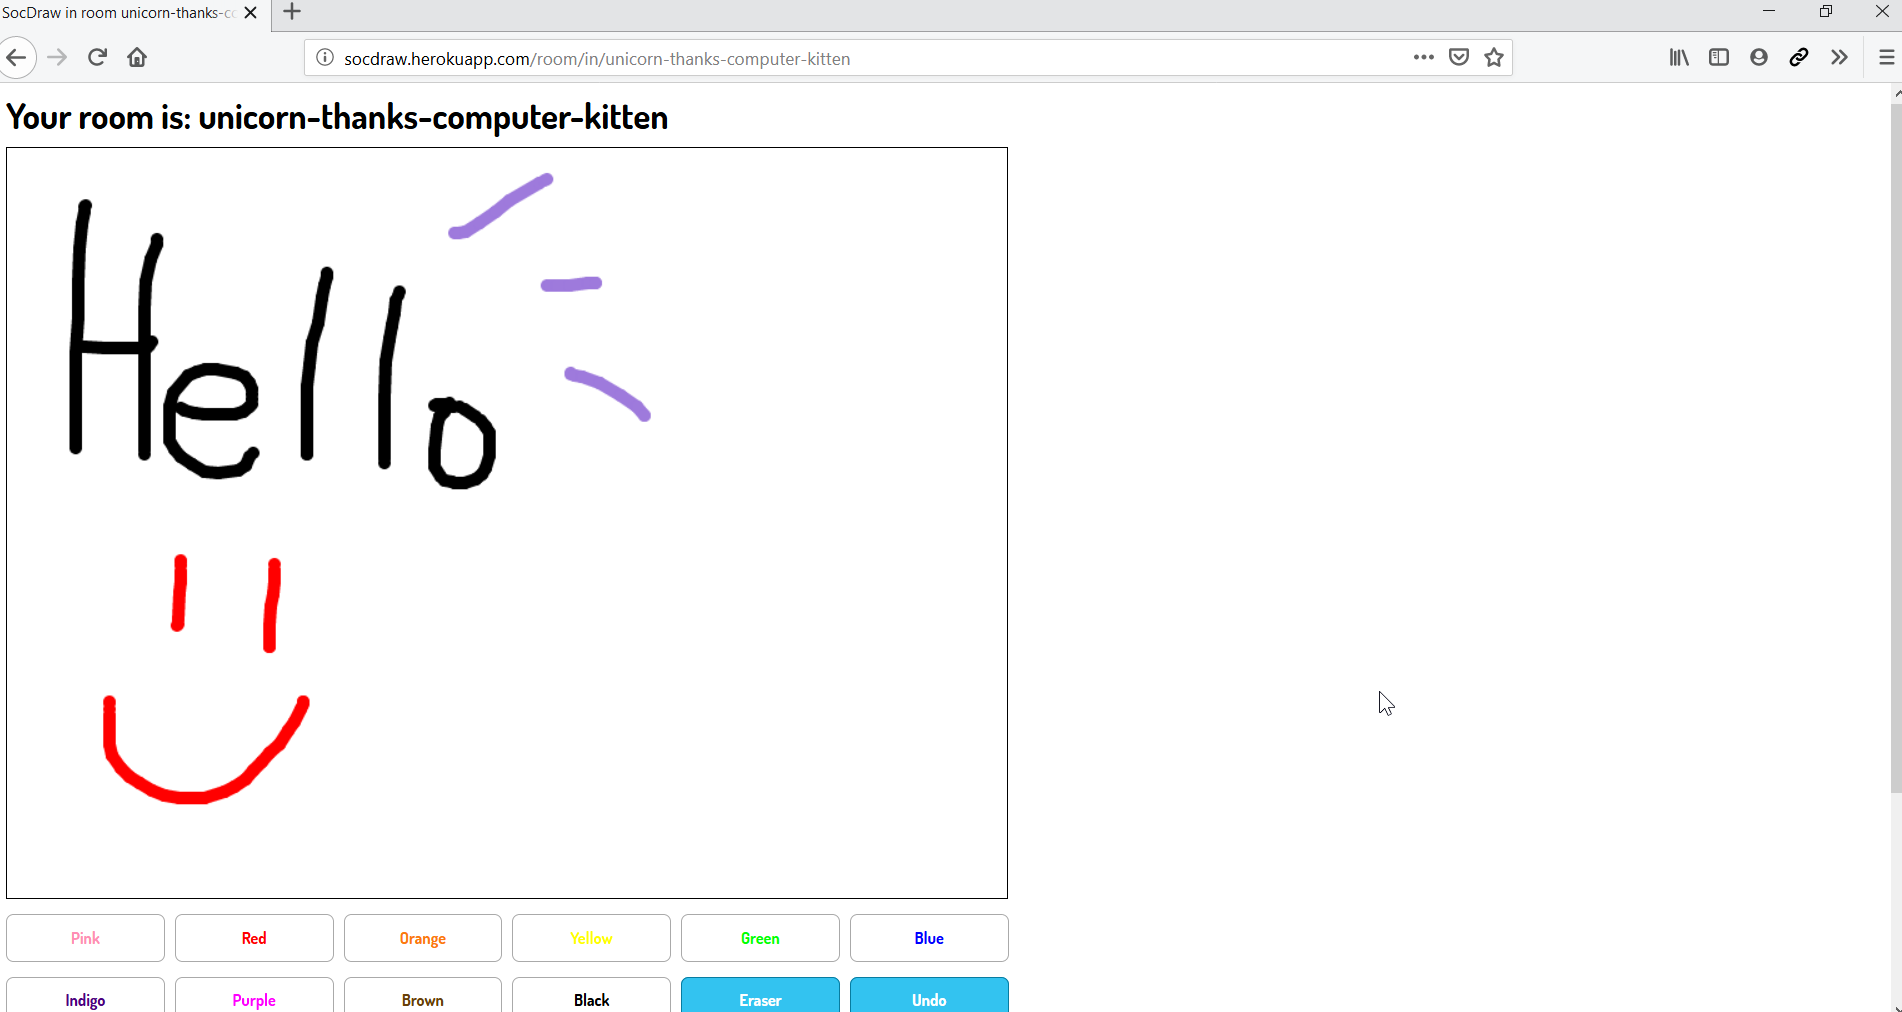 SocDraw in room unicorn-thanks-co
socdraw.herokuapp.com/room/in/unicorn-thanks-computer-kitten
Your room is: unicorn-thanks-computer-kitten
Hello
Pink Red Orange Yellow Green Blue
Indigo Purple Brown Black Eraser Undo